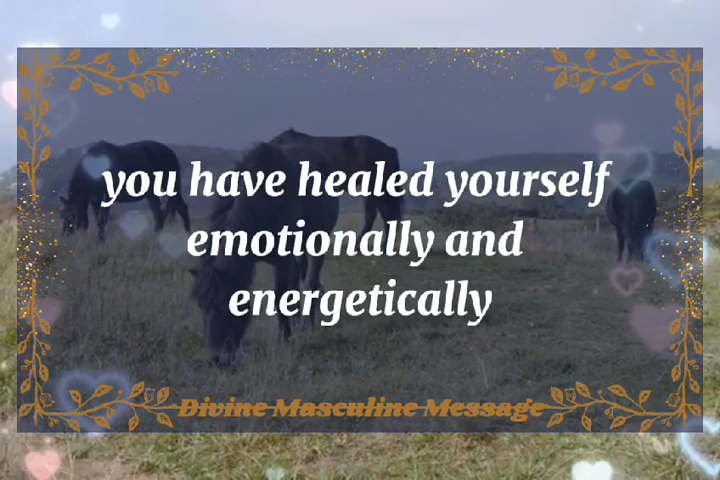 you have healed yourself
emotionally and
energetically
Divine Masculine Message